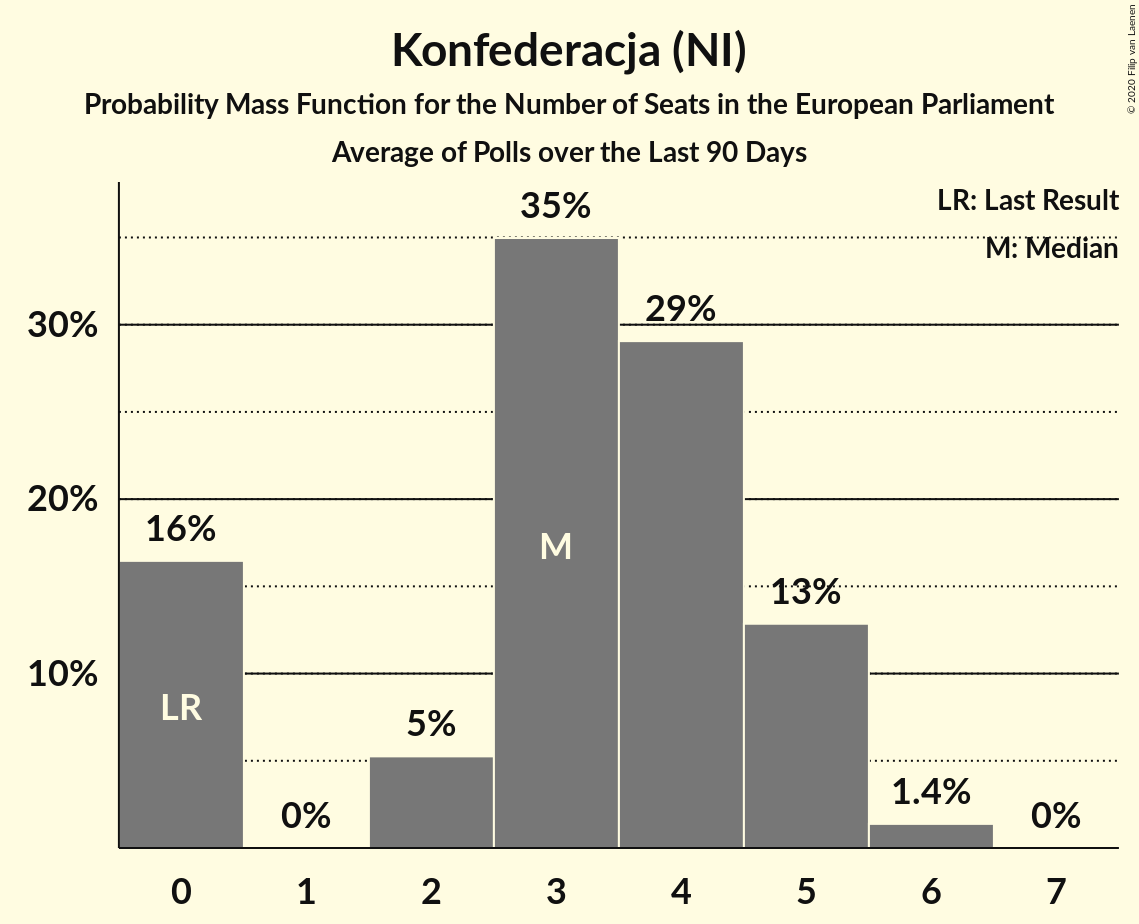 Konfederacja (NI)
Probability Mass Function for the Number of Seats in the European Parliament
Average of Polls over the Last 90 Days
© 2020 Filip van Laenen
LR: Last Result
M: Median
35%
30%
29%
20%
16%
M
13%
10%
LR
5%
1.4%
0%
0%
0 1 2 3 4 5 6 7